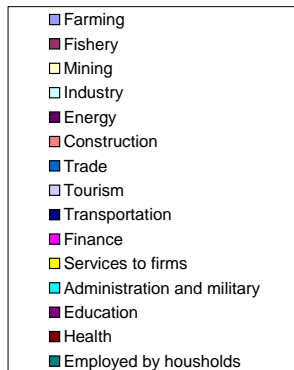 Farming
Fishery
Mining
Industry
Energy
Construction
Trade
Tourism
Transportation
Finance
Services to firms
Administration and military
Education
Health
Employed by housholds